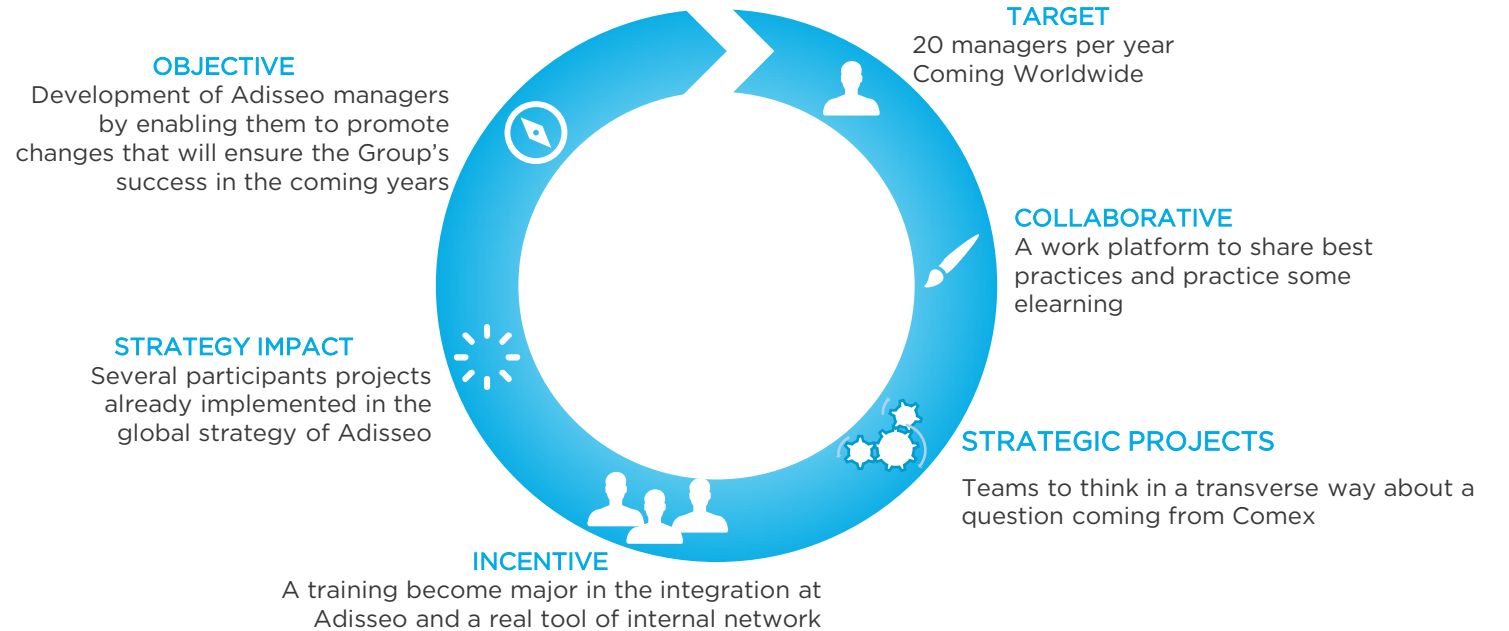 TARGET
20 managers per year
Coming Worldwide
OBJECTIVE
Development of Adisseo managers
by enabling them to promote
changes that will ensure the Group’s
success in the coming years
COLLABORATIVE
A work platform to share best
practices and practice some
elearning
STRATEGY IMPACT
Several participants projects
already implemented in the
global strategy of Adisseo
STRATEGIC PROJECTS
Teams to think in a transverse way about a
question coming from Comex
INCENTIVE
A training become major in the integration at
Adisseo and a real tool of internal network